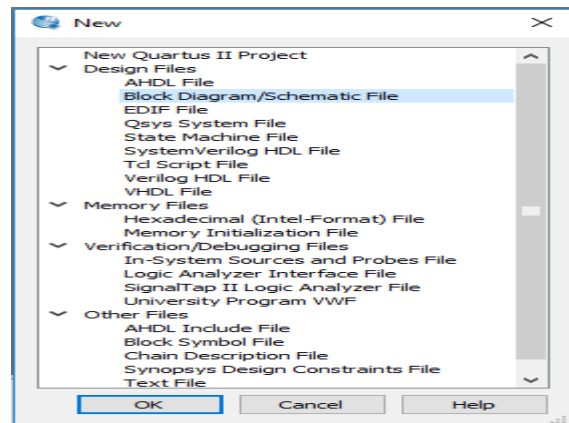 New
New Quartus II Project
Design Files
AHDL File
Block Diagram/Schematic File
EDIF File
Qsys System File
State Machine File
SystemVerilog HDL File
Tcl Script File
Verilog HDL File
VHDL File
Memory Files
Hexadecimal (Intel-Format) File
Memory Initialization File
Verification/Debugging Files
In-System Sources and Probes File
Logic Analyzer Interface File
SignalTap II Logic Analyzer File
University Program VWF
Other Files
AHDL Include File
Block Symbol File
Chain Description File
Synopsys Design Constraints File
Text File
OK Cancel Help